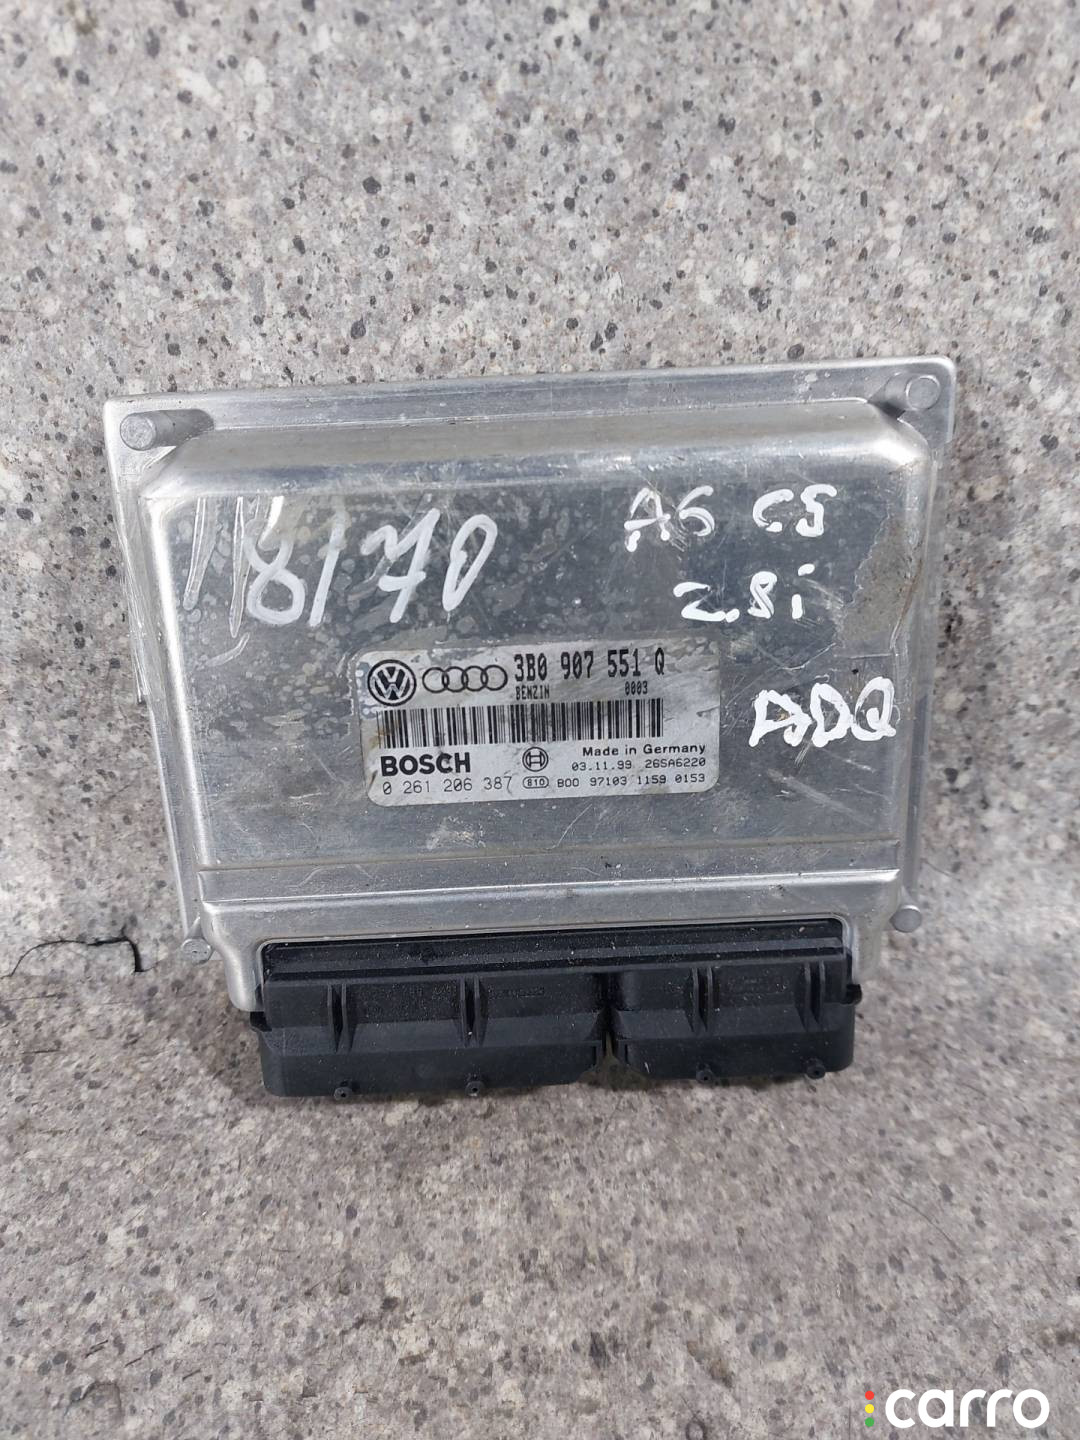 8170
A6 C5
2.8i
ADQ
3B0 907 551 Q
BENZIN 0003
BOSCH Made in Germany
03.11.99 26SA6220
0 261 206 387 810 B00 97103 1159 0153
carro